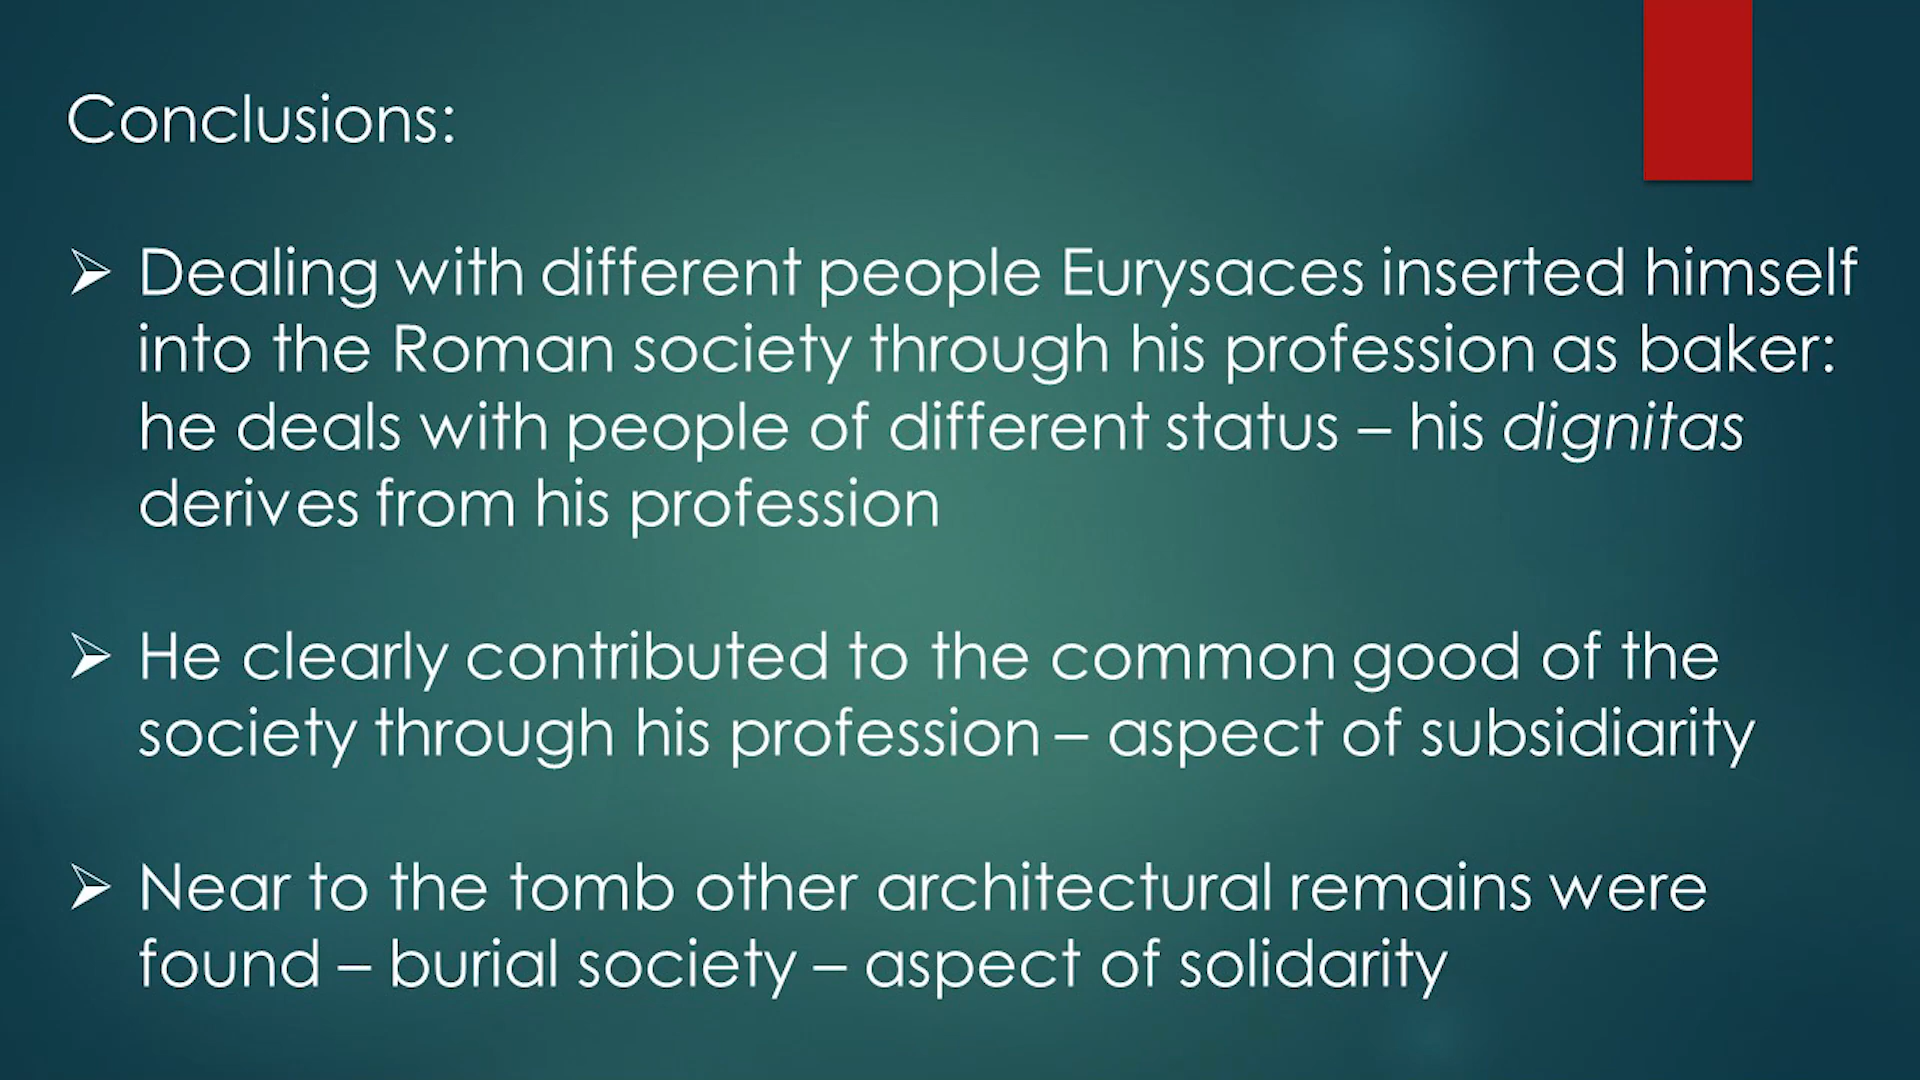 Conclusions:
➢ Dealing with different people Eurysaces inserted himself
into the Roman society through his profession as baker:
he deals with people of different status – his dignitas
derives from his profession
➢ He clearly contributed to the common good of the
society through his profession – aspect of subsidiarity
➢ Near to the tomb other architectural remains were
found – burial society – aspect of solidarity